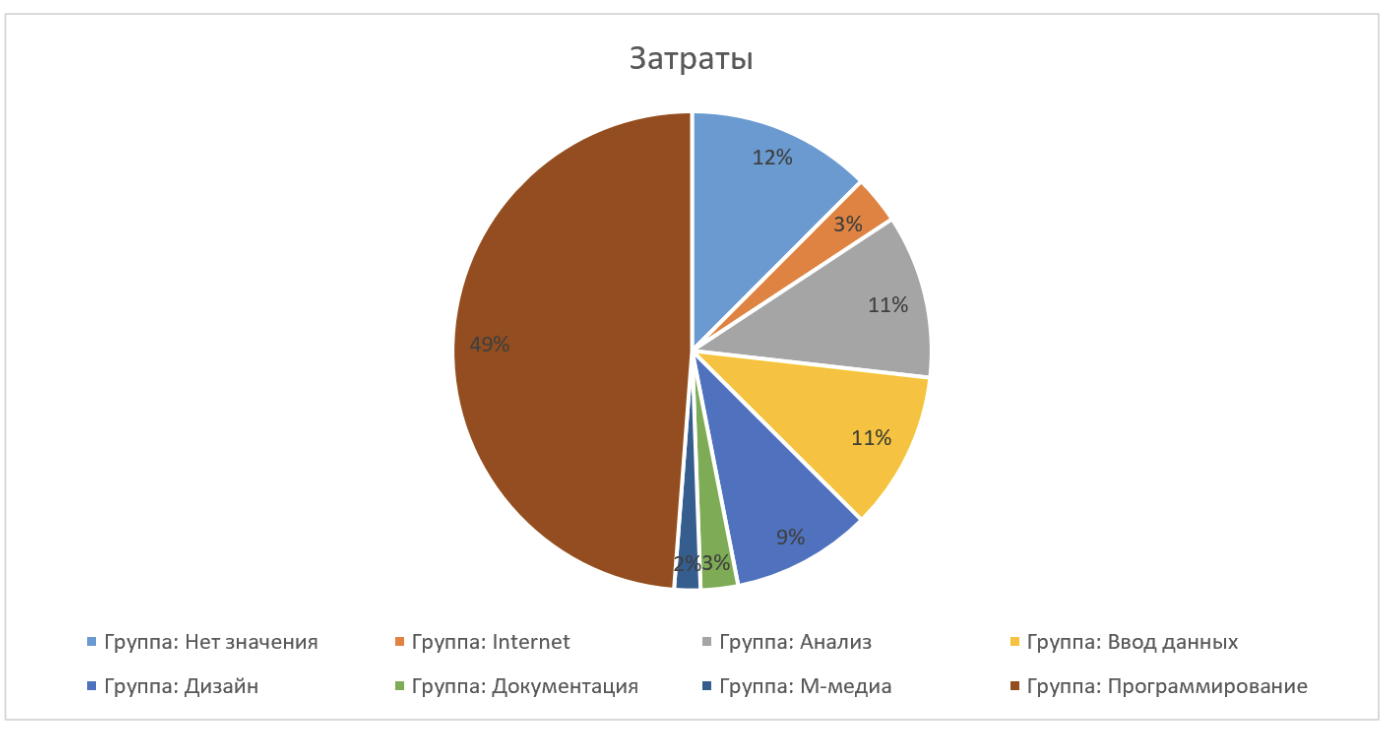 Затраты
12%
3%
11%
49%
11%
9%
2%
3%
Группа: Нет значения
Группа: Internet
Группа: Анализ
Группа: Ввод данных
Группа: Дизайн
Группа: Документация
Группа: М-медиа
Группа: Программирование